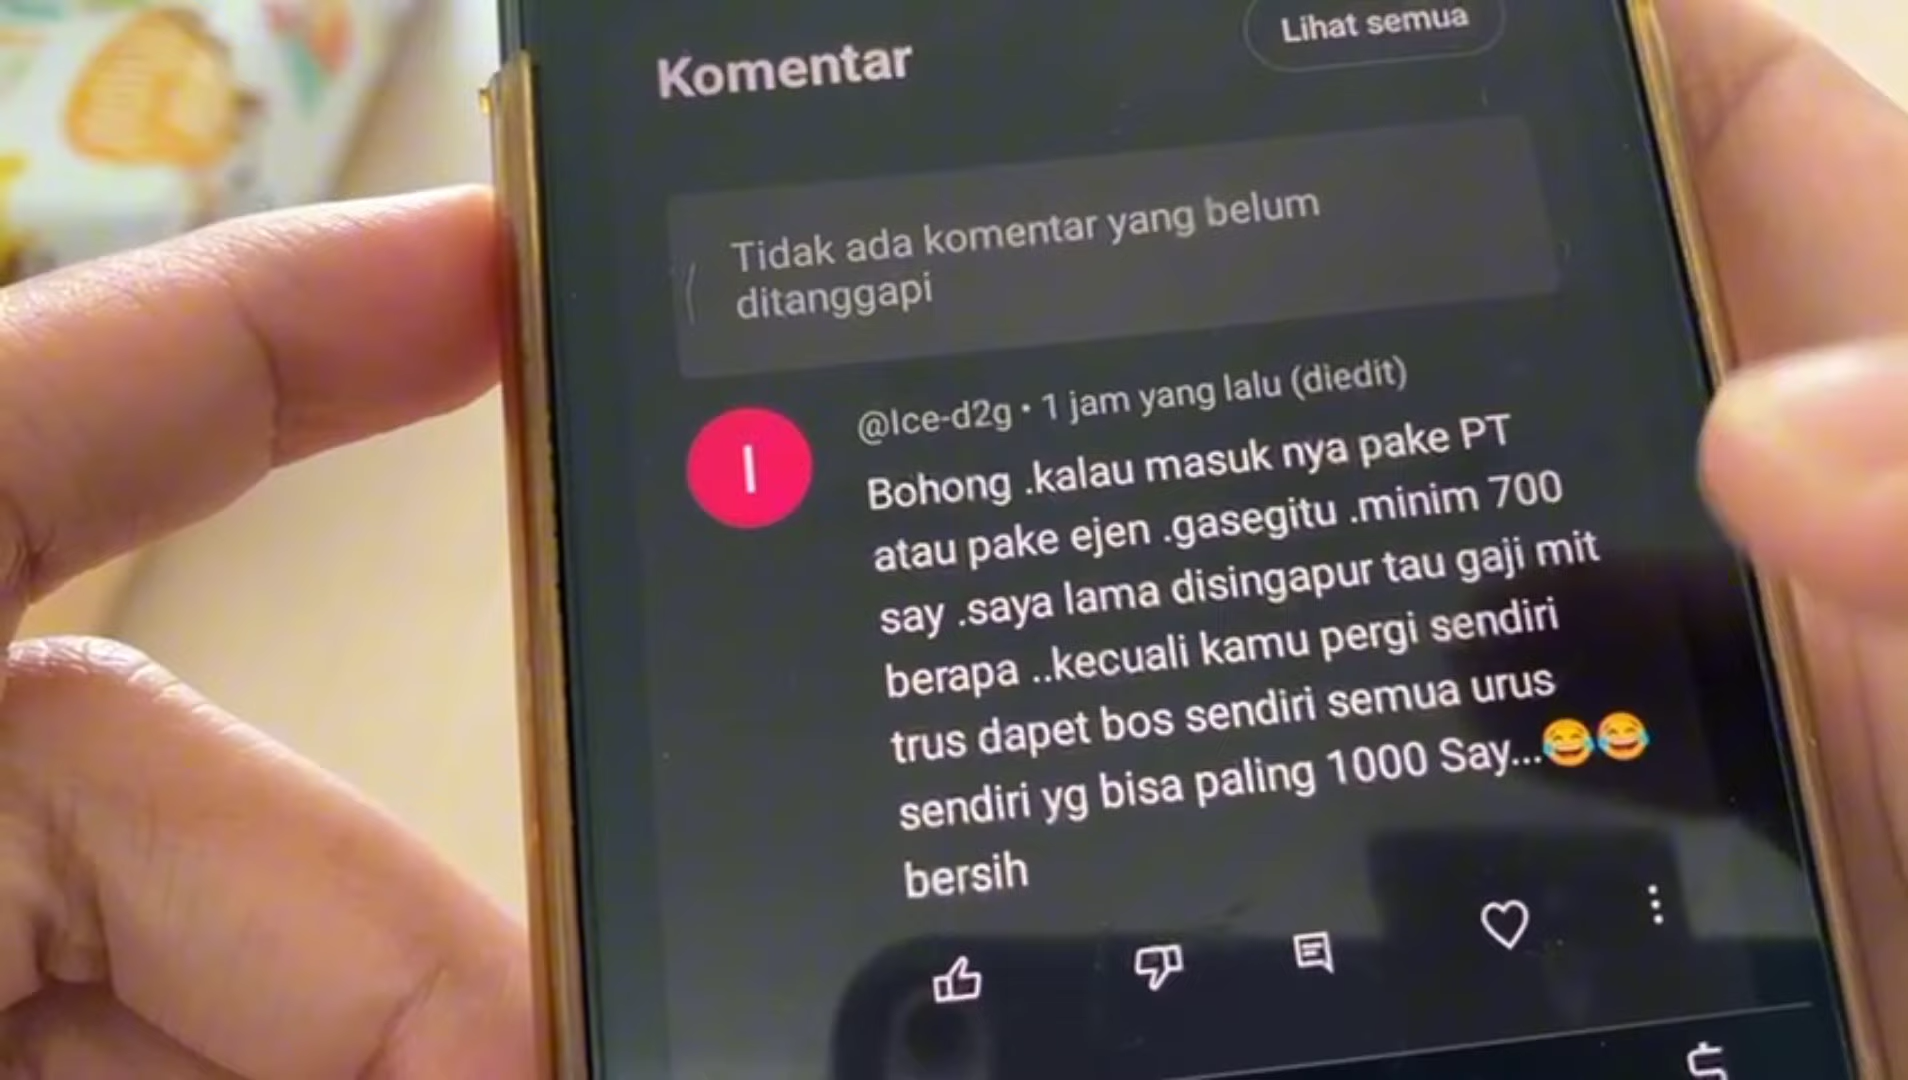 Komentar
Lihat semua
Tidak ada komentar yang belum
ditanggapi
@Ice-d2g • 1 jam yang lalu (diedit)
I
Bohong .kalau masuk nya pake PT
atau pake ejen .gasegitu .minim 700
say .saya lama disingapur tau gaji mit
berapa ..kecuali kamu pergi sendiri
trus dapet bos sendiri semua urus
sendiri yg bisa paling 1000 Say...😂😂
bersih